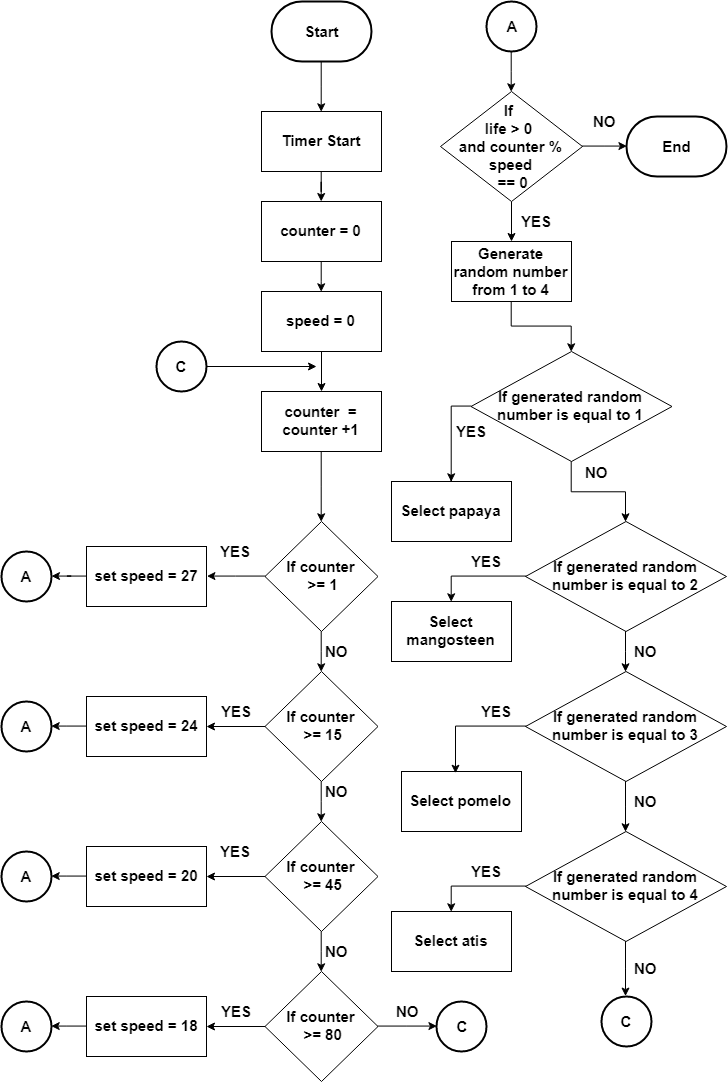 Start
Timer Start
counter = 0
speed = 0
C
counter =
counter +1
If counter
>= 1
YES
set speed = 27
A
NO
If counter
>= 15
YES
set speed = 24
A
NO
If counter
>= 45
YES
set speed = 20
A
NO
If counter
>= 80
YES
set speed = 18
A
NO
C
A
If
life > 0
and counter %
speed
== 0
NO
End
YES
Generate
random number
from 1 to 4
If generated random
number is equal to 1
YES
Select papaya
NO
If generated random
number is equal to 2
YES
Select
mangosteen
NO
If generated random
number is equal to 3
YES
Select pomelo
NO
If generated random
number is equal to 4
YES
Select atis
NO
C